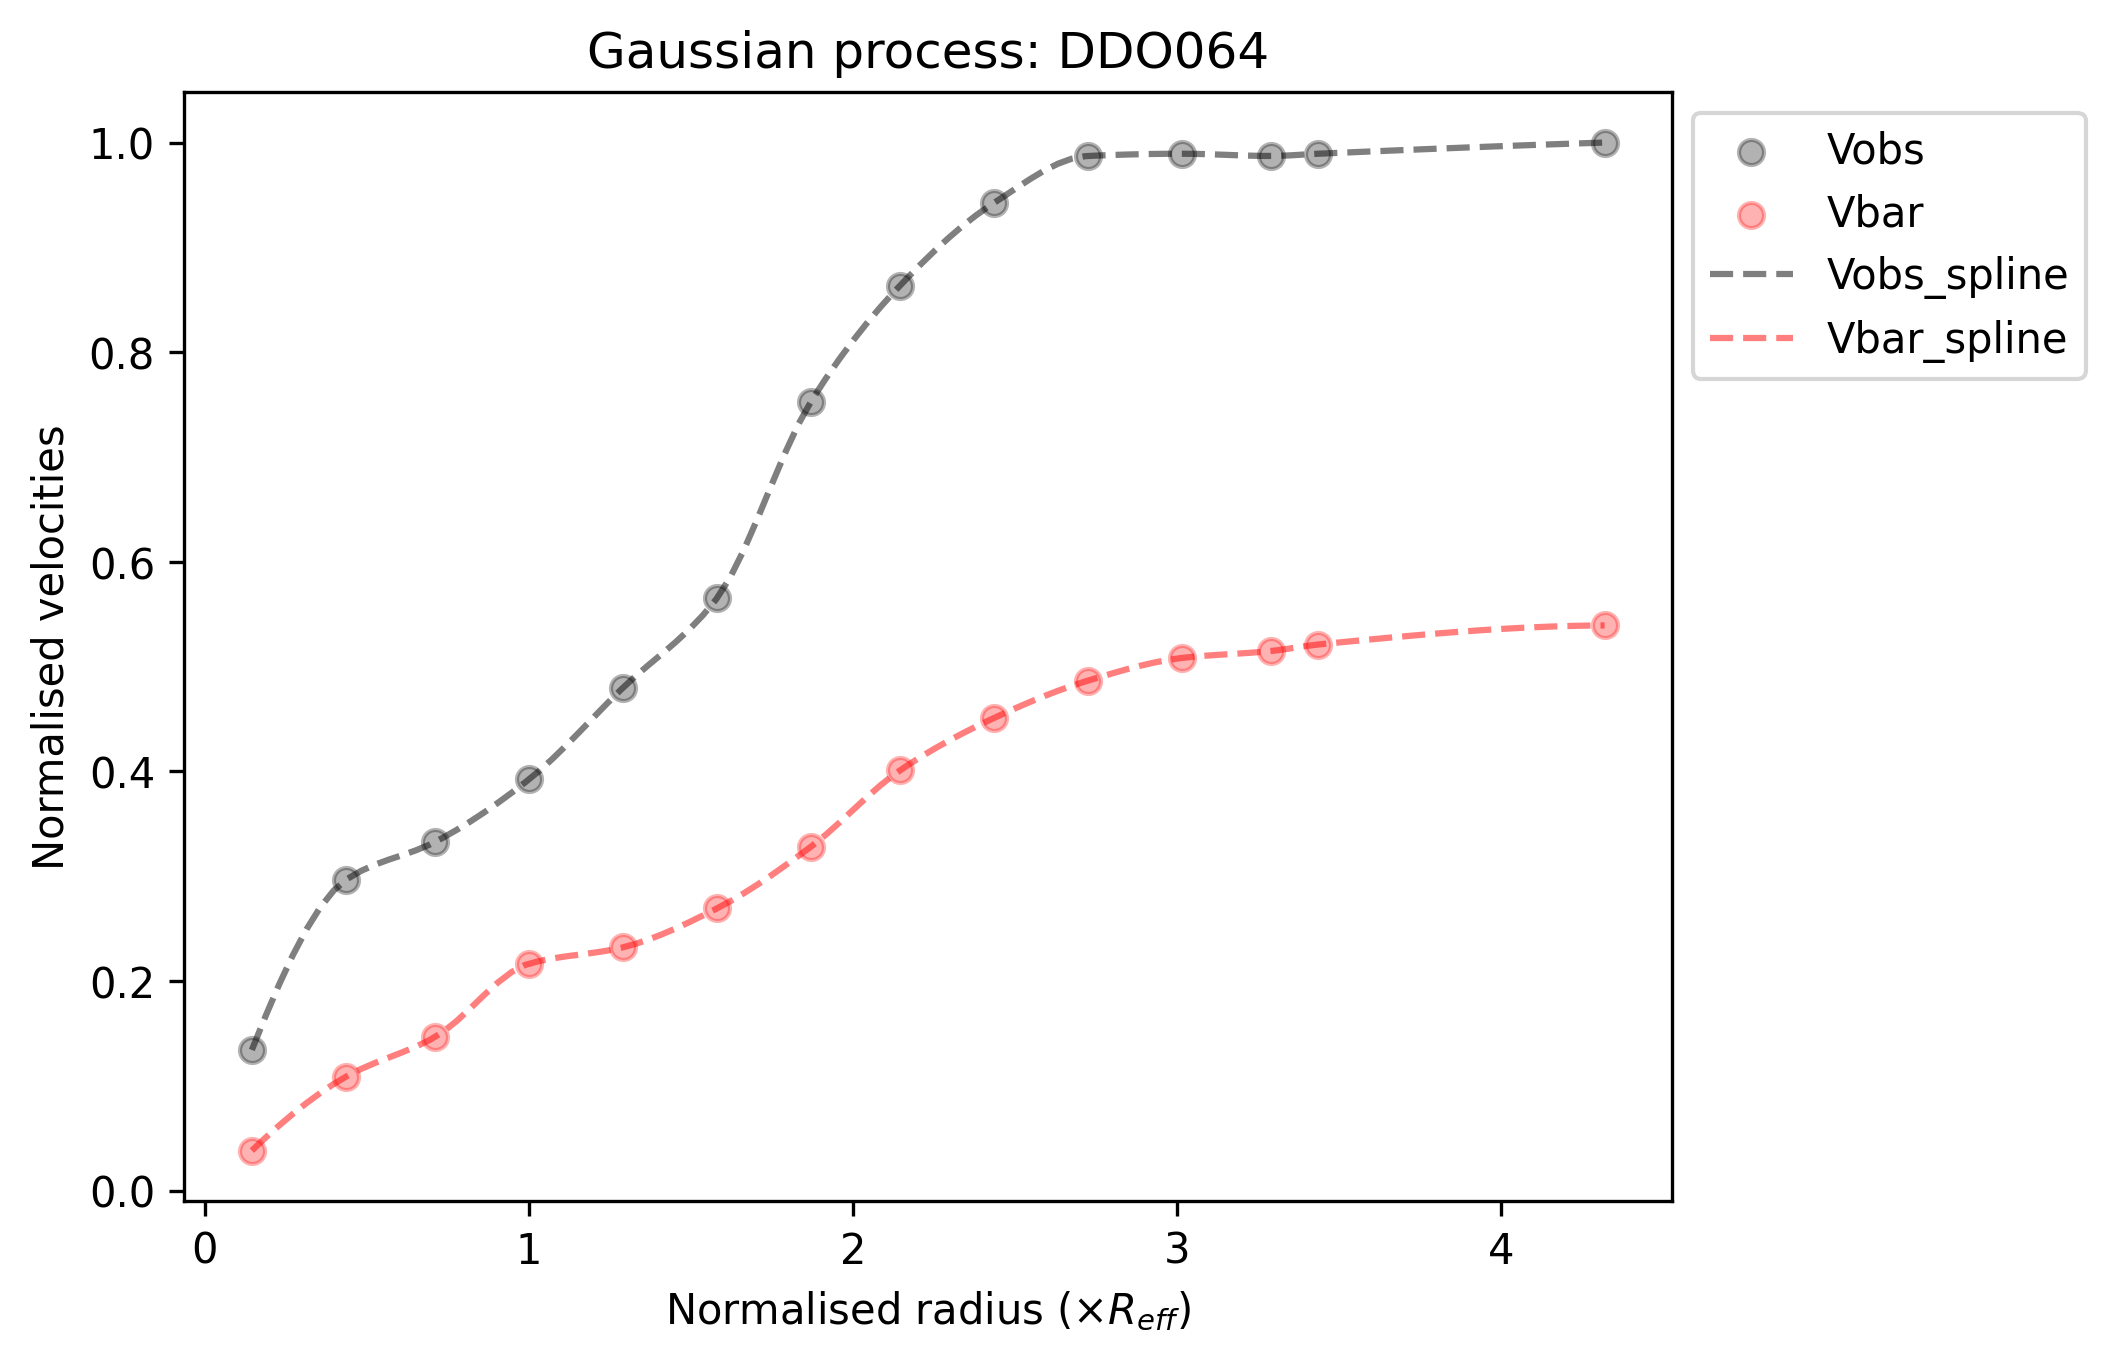 Gaussian process: DDO064
Normalised velocities
1.0
0.8
0.6
0.4
0.2
0.0
0 1 2 3 4
Normalised radius (×R_eff)
Vobs
Vbar
Vobs_spline
Vbar_spline